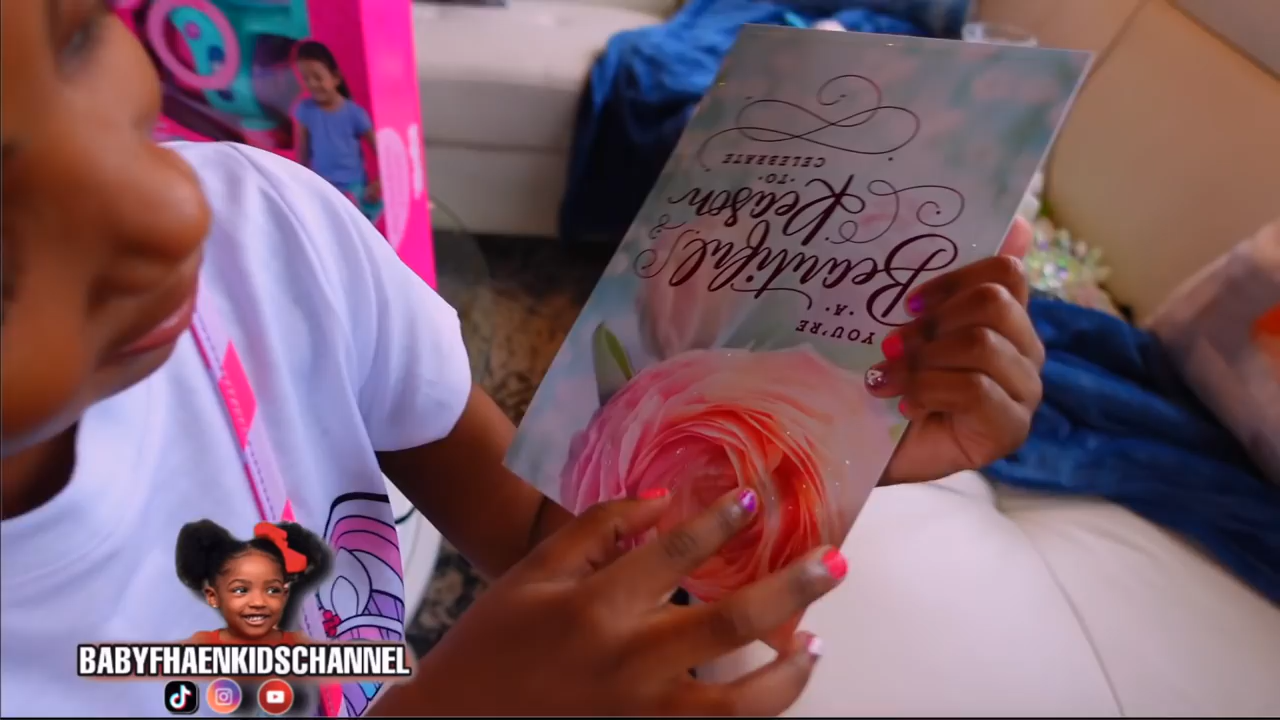 YOU'RE
·A·
Beautiful
Reason
·TO·
CELEBRATE
BABYFHAENKIDSCHANNEL